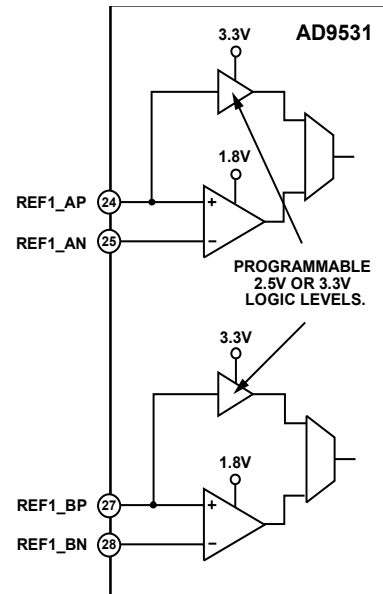 AD9531
3.3V
1.8V
REF1_AP 24
REF1_AN 25
+
−
PROGRAMMABLE
2.5V OR 3.3V
LOGIC LEVELS.
3.3V
1.8V
REF1_BP 27
REF1_BN 28
+
−